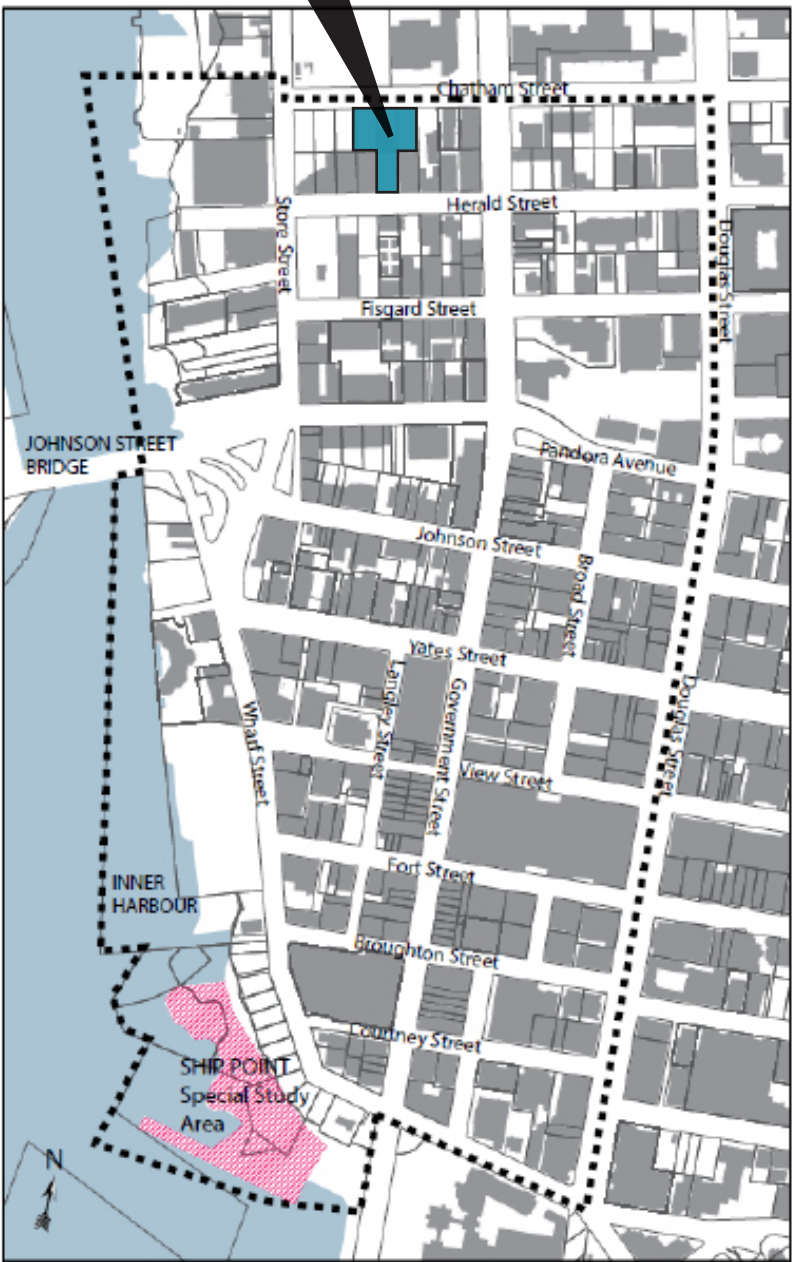 Chatham Street
Herald Street
Store Street
Douglas Street
Fisgard Street
JOHNSON STREET
BRIDGE
Pandora Avenue
Johnson Street
Broad Street
Yates Street
Langley Street
Government Street
Douglas Street
Wharf Street
View Street
Fort Street
INNER
HARBOUR
Broughton Street
Courtney Street
SHIP POINT
Special Study
Area
N